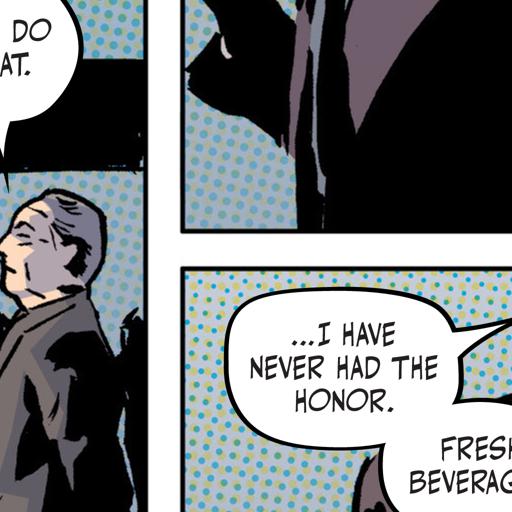 DO
AT.
...I HAVE
NEVER HAD THE
HONOR.
FRESH
BEVERAG